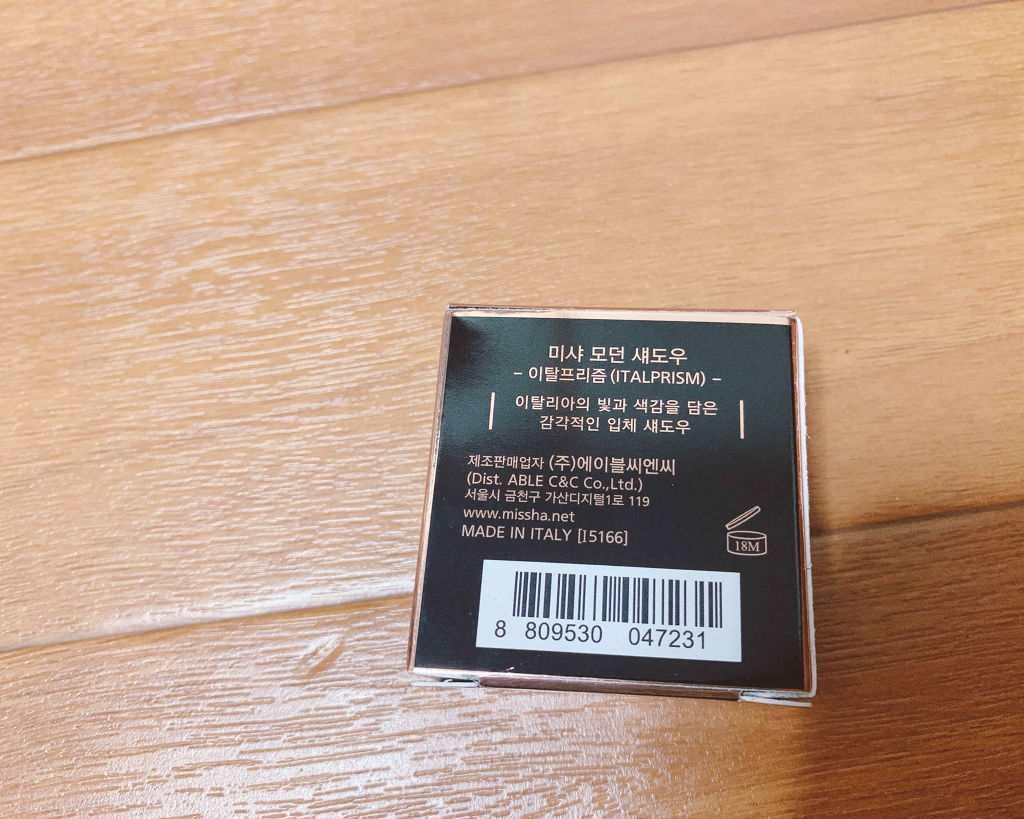 미샤 모던 섀도우
– 이탈프리즘 (ITALPRISM) –
이탈리아의 빛과 색감을 담은
감각적인 입체 섀도우
제조판매업자 (주)에이블씨엔씨
(Dist. ABLE C&C Co.,Ltd.)
서울시 금천구 가산디지털1로 119
www.missha.net
MADE IN ITALY [I5166]
18M
8 809530 047231